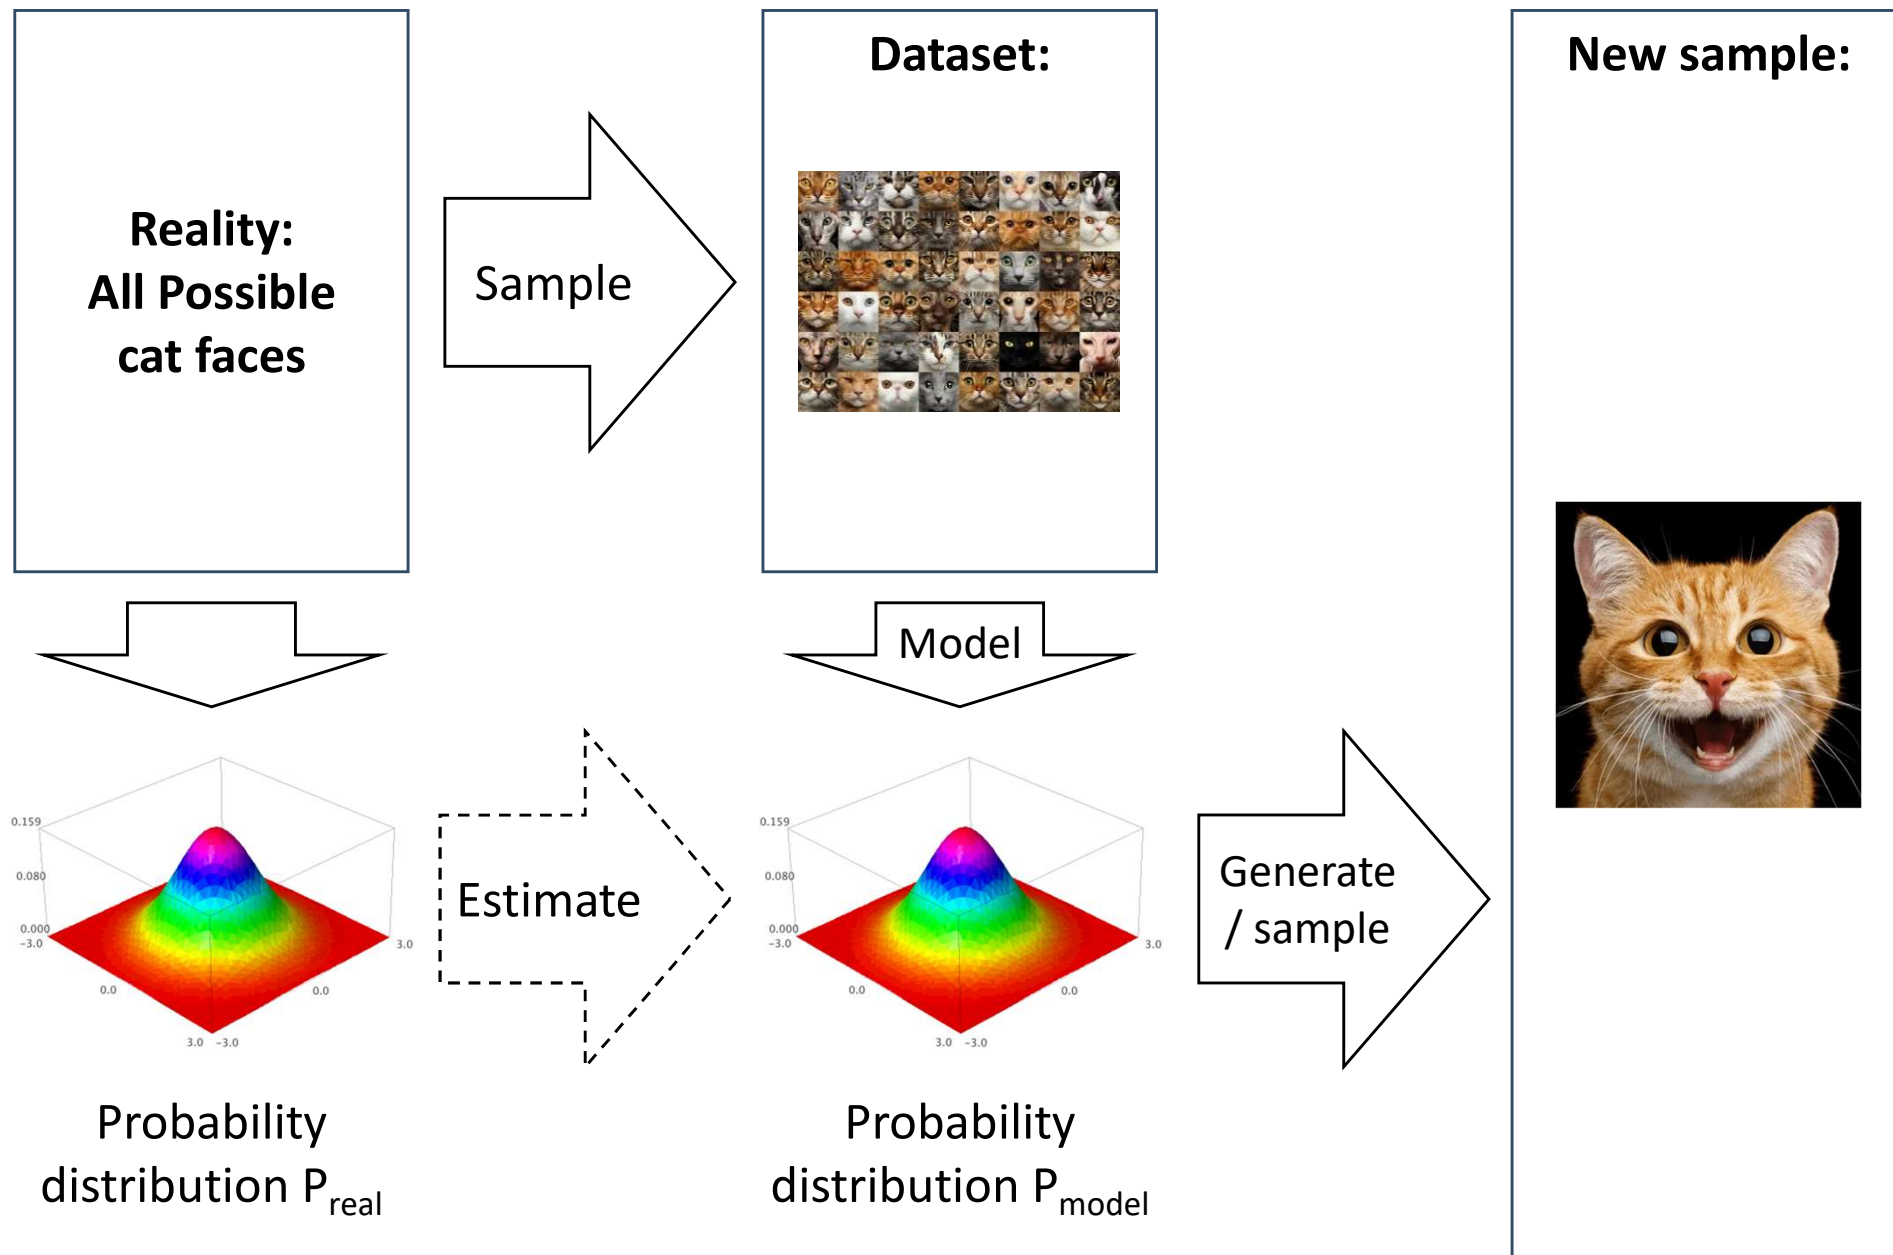 Reality:
All Possible
cat faces
Sample
Dataset:
New sample:
Model
0.159
0.080
0.000
-3.0
0.0
3.0 -3.0
0.0
3.0
Estimate
0.159
0.080
0.000
-3.0
0.0
3.0 -3.0
0.0
3.0
Generate
/ sample
Probability
distribution Preal
Probability
distribution Pmodel